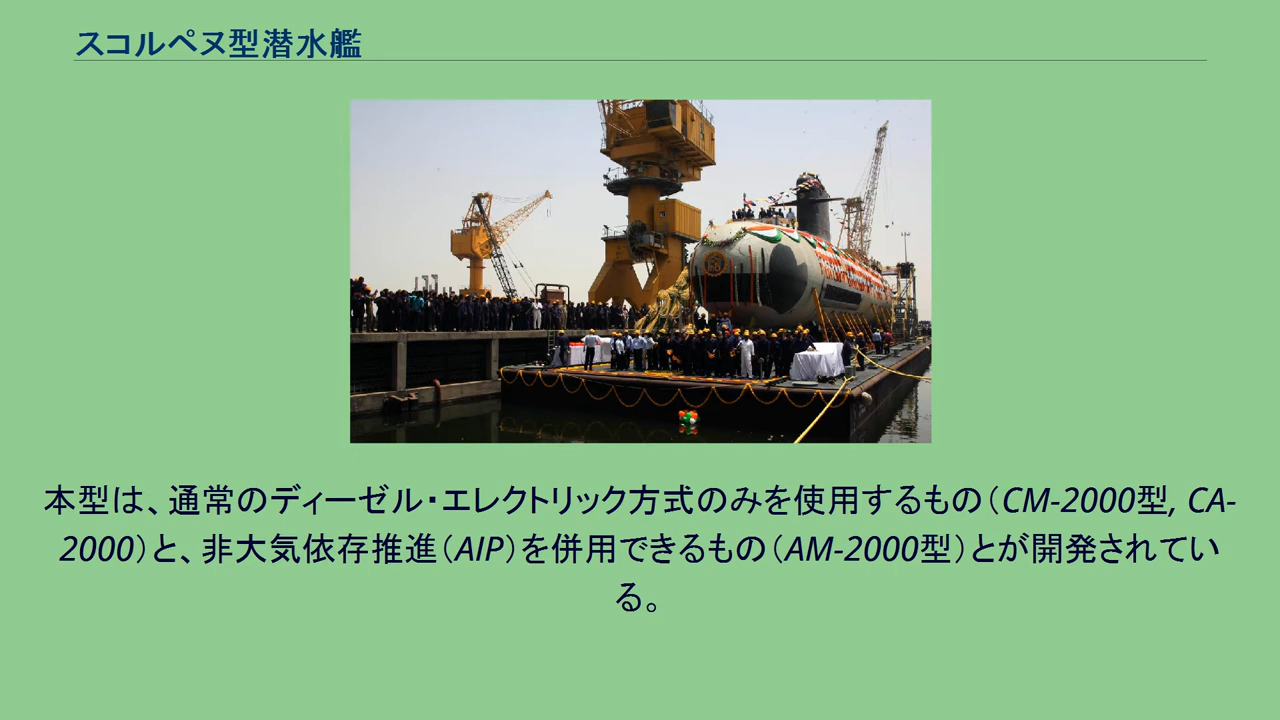 スコルペヌ型潜水艦
本型は、通常のディーゼル・エレクトリック方式のみを使用するもの（CM-2000型, CA-
2000）と、非大気依存推進（AIP）を併用できるもの（AM-2000型）とが開発されてい
る。